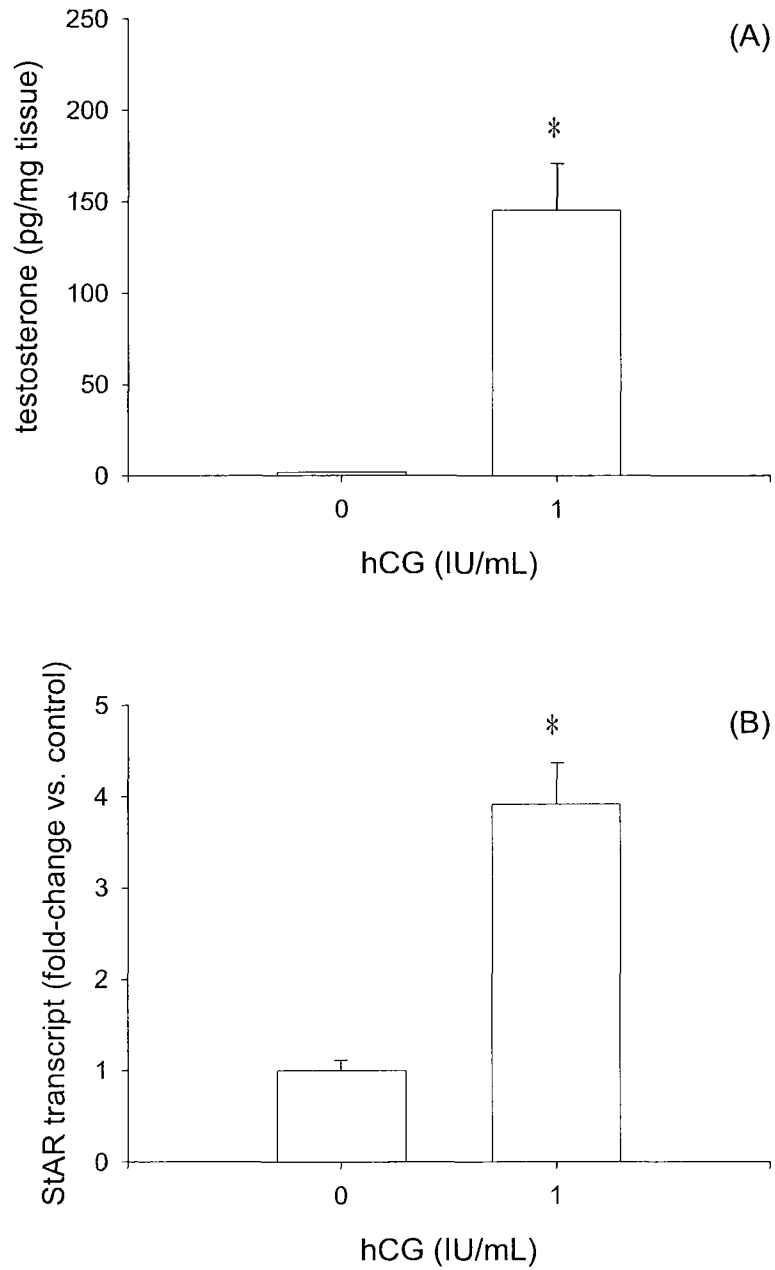 (A)
testosterone (pg/mg tissue)
250
200
150
100
50
0
*
0 1
hCG (IU/mL)
(B)
StAR transcript (fold-change vs. control)
5
4
3
2
1
0
*
0 1
hCG (IU/mL)